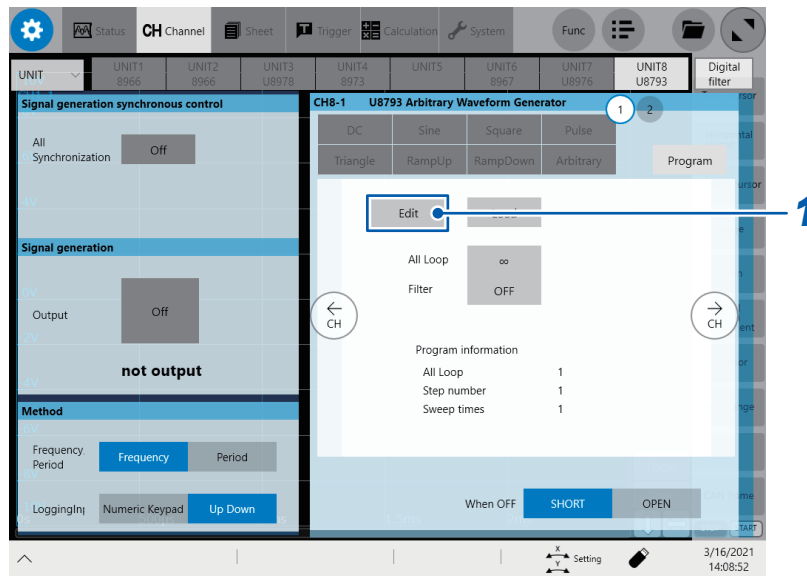 Status CH Channel Sheet Trigger Calculation System Func
UNIT
UNIT1 8966
UNIT2 8966
UNIT3 U8978
UNIT4 8973
UNIT5
UNIT6 8967
UNIT7 U8976
UNIT8 U8793
Digital filter
Signal generation synchronous control
All Synchronization Off
Signal generation
Output Off
not output
Method
Frequency. Period Frequency Period
LoggingInp Numeric Keypad Up Down
CH8-1 U8793 Arbitrary Waveform Generator
1 2
DC Sine Square Pulse
Triangle RampUp RampDown Arbitrary Program
Edit
1
All Loop ∞
Filter OFF
← CH
→ CH
Program information
All Loop 1
Step number 1
Sweep times 1
When OFF SHORT OPEN
X Y Setting
3/16/2021
14:08:52